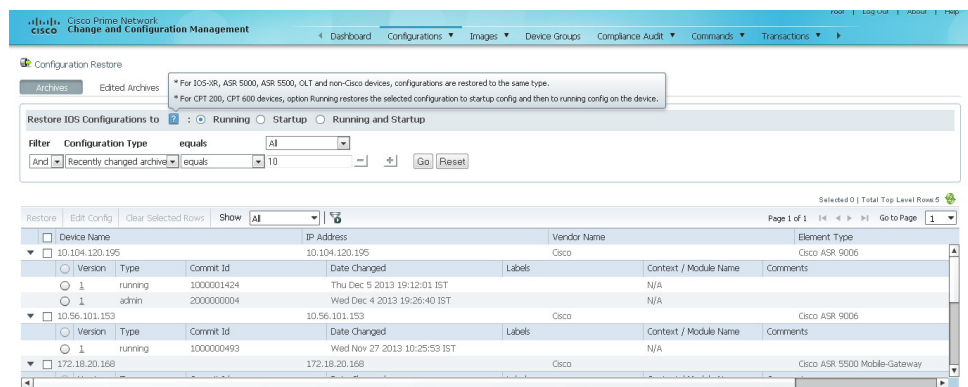 root | Log Out | About | Help
cisco Cisco Prime Network
Change and Configuration Management
Dashboard Configurations Images Device Groups Compliance Audit Commands Transactions
Configuration Restore
Archives Edited Archives
* For IOS-XR, ASR 5000, ASR 5500, OLT and non-Cisco devices, configurations are restored to the same type.
* For CPT 200, CPT 600 devices, option Running restores the selected configuration to startup config and then to running config on the device.
Restore IOS Configurations to ? : Running Startup Running and Startup
Filter Configuration Type equals All
And Recently changed archive equals 10 Go Reset
Selected 0 | Total Top Level Rows 5
Restore Edit Config Clear Selected Rows Show All Page 1 of 1 Go to Page 1
Device Name IP Address Vendor Name Element Type
10.104.120.195 10.104.120.195 Cisco Cisco ASR 9006
Version Type Commit Id Date Changed Labels Context / Module Name Comments
1 running 1000001424 Thu Dec 5 2013 19:12:01 IST N/A
1 admin 2000000004 Wed Dec 4 2013 19:26:40 IST N/A
10.56.101.153 10.56.101.153 Cisco Cisco ASR 9006
Version Type Commit Id Date Changed Labels Context / Module Name Comments
1 running 1000000493 Wed Nov 27 2013 10:25:53 IST N/A
172.18.20.168 172.18.20.168 Cisco Cisco ASR 5500 Mobile-Gateway